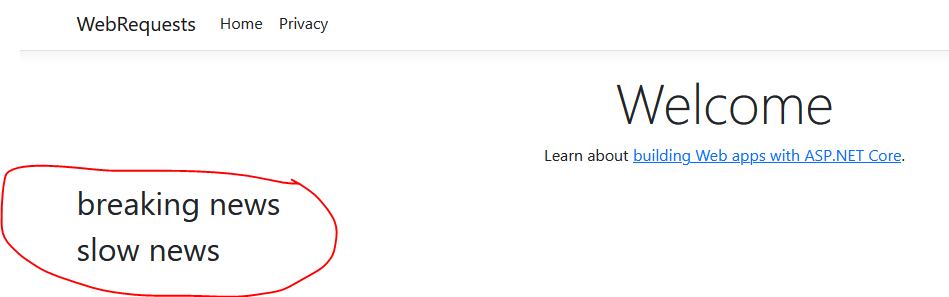 WebRequests Home Privacy
Welcome
Learn about building Web apps with ASP.NET Core.
breaking news
slow news